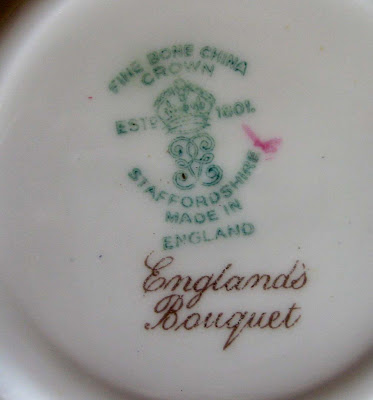 FINE BONE CHINA
CROWN
ESTD 1801.
STAFFORDSHIRE
MADE IN
ENGLAND
England's
Bouquet